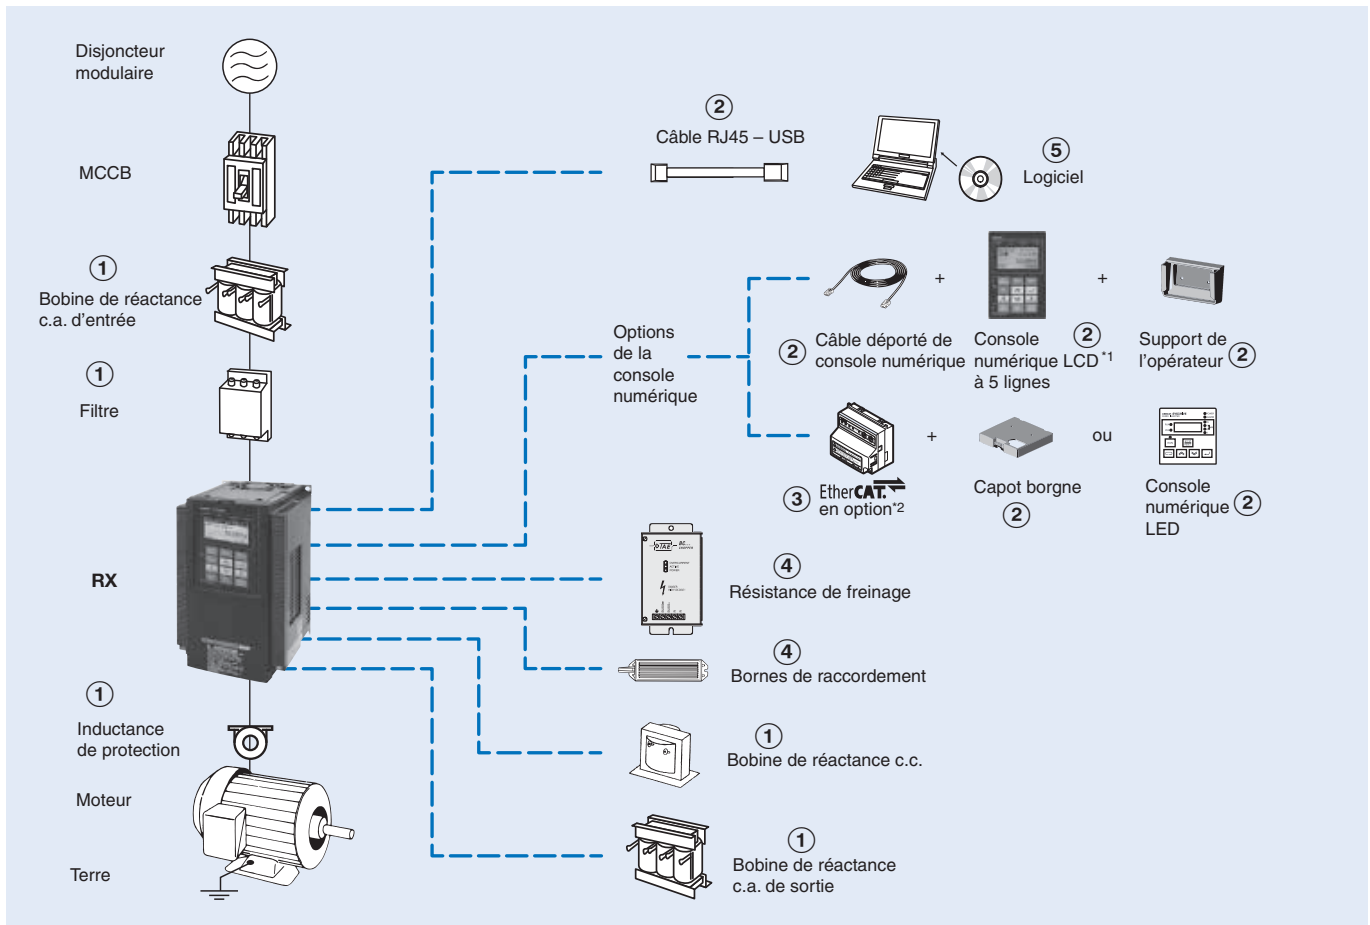 Disjoncteur
modulaire
MCCB
①
Bobine de réactance
c.a. d'entrée
①
Filtre
RX
①
Inductance
de protection
Moteur
Terre
②
Câble RJ45 – USB
⑤
Logiciel
Options
de la
console
numérique
+
+
② Câble déporté de
console numérique
Console
numérique LCD ② *1
à 5 lignes
Support de
l'opérateur ②
+
ou
③ EtherCAT.
en option*2
Capot borgne
②
Console
numérique ②
LED
④
Résistance de freinage
④
Bornes de raccordement
①
Bobine de réactance c.c.
①
Bobine de réactance
c.a. de sortie